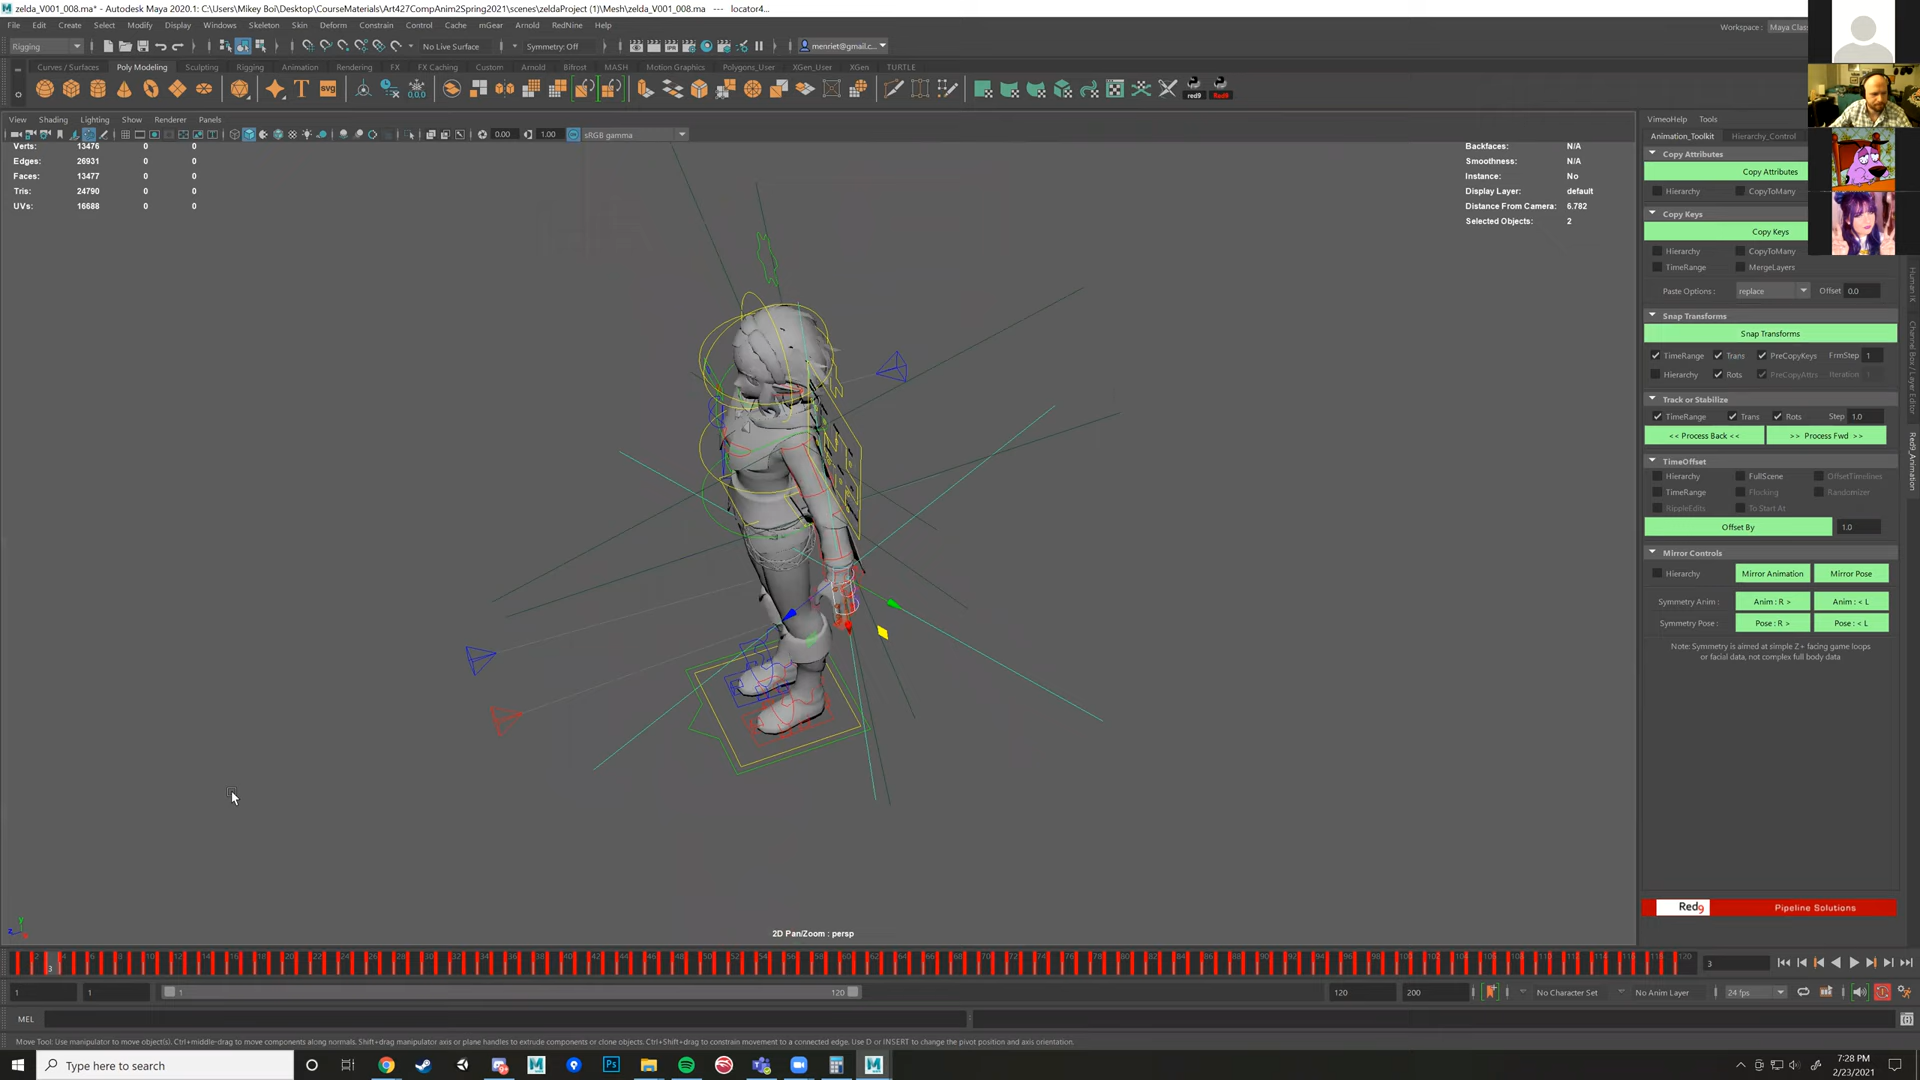 zelda_V001_008.ma* - Autodesk Maya 2020.1: C:\Users\Mikey Boi\Desktop\CourseMaterials\Art427CompAnim2Spring2021\scenes\zeldaProject (1)\Mesh\zelda_V001_008.ma --- locator4...
File Edit Create Select Modify Display Windows Skeleton Skin Deform Constrain Control Cache mGear Arnold RedNine Help
Workspace: Maya Clas
Rigging No Live Surface Symmetry: Off menriet@gmail.c...
Curves / Surfaces Poly Modeling Sculpting Rigging Animation Rendering FX FX Caching Custom Arnold Bifrost MASH Motion Graphics Polygons_User XGen_User XGen TURTLE
View Shading Lighting Show Renderer Panels
0.00 1.00 sRGB gamma
Verts: 13476 0 0
Edges: 26931 0 0
Faces: 13477 0 0
Tris: 24790 0 0
UVs: 16688 0 0
Backfaces: N/A
Smoothness: N/A
Instance: No
Display Layer: default
Distance From Camera: 6.782
Selected Objects: 2
VimeoHelp Tools
Animation_Toolkit Hierarchy_Control
Copy Attributes
Copy Attributes
Hierarchy CopyToMany
Copy Keys
Copy Keys
Hierarchy CopyToMany
TimeRange MergeLayers
Paste Options : replace Offset 0.0
Snap Transforms
Snap Transforms
TimeRange Trans PreCopyKeys FrmStep 1
Hierarchy Rots PreCopyAttrs Iteration 1
Track or Stabilize
TimeRange Trans Rots Step 1.0
<< Process Back << >> Process Fwd >>
TimeOffset
Hierarchy FullScene OffsetTimelines
TimeRange Flocking Randomizer
RippleEdits To Start At
Offset By 1.0
Mirror Controls
Hierarchy Mirror Animation Mirror Pose
Symmetry Anim : Anim : R > Anim : < L
Symmetry Pose : Pose : R > Pose : < L
Note: Symmetry is aimed at simple Z+ facing game loops
or facial data, not complex full body data
Human IK
Channel Box / Layer Editor
Red9_Animation
Red9 Pipeline Solutions
2D Pan/Zoom : persp
3 120 3
1 1 1 120 120 200 No Character Set No Anim Layer 24 fps
MEL
Move Tool: Use manipulator to move object(s). Ctrl+middle-drag to move components along normals. Shift+drag manipulator axis or plane handles to extrude components or clone objects. Ctrl+Shift+drag to constrain movement to a connected edge. Use D or INSERT to change the pivot position and axis orientation.
Type here to search
7:28 PM
2/23/2021